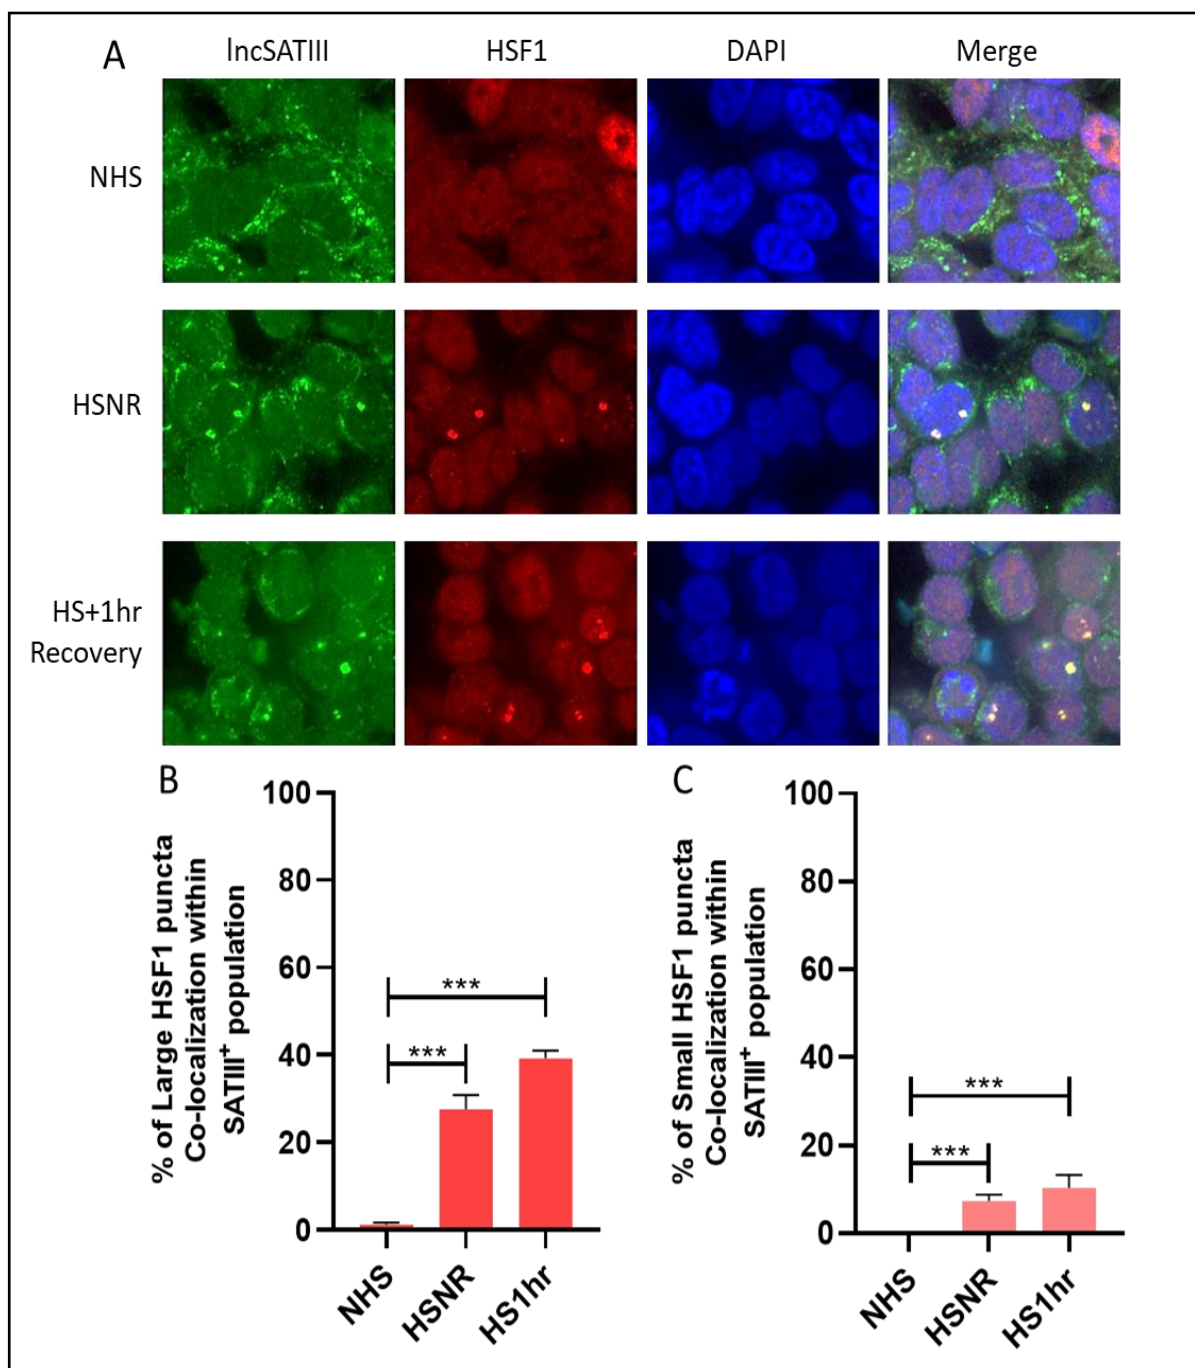 A
lncSATIII HSF1 DAPI Merge
NHS
HSNR
HS+1hr
Recovery
B
% of Large HSF1 puncta
Co-localization within
SATIII⁺ population
100
80
60
40
20
0
***
***
NHS
HSNR
HS1hr
C
% of Small HSF1 puncta
Co-localization within
SATIII⁺ population
100
80
60
40
20
0
***
***
NHS
HSNR
HS1hr